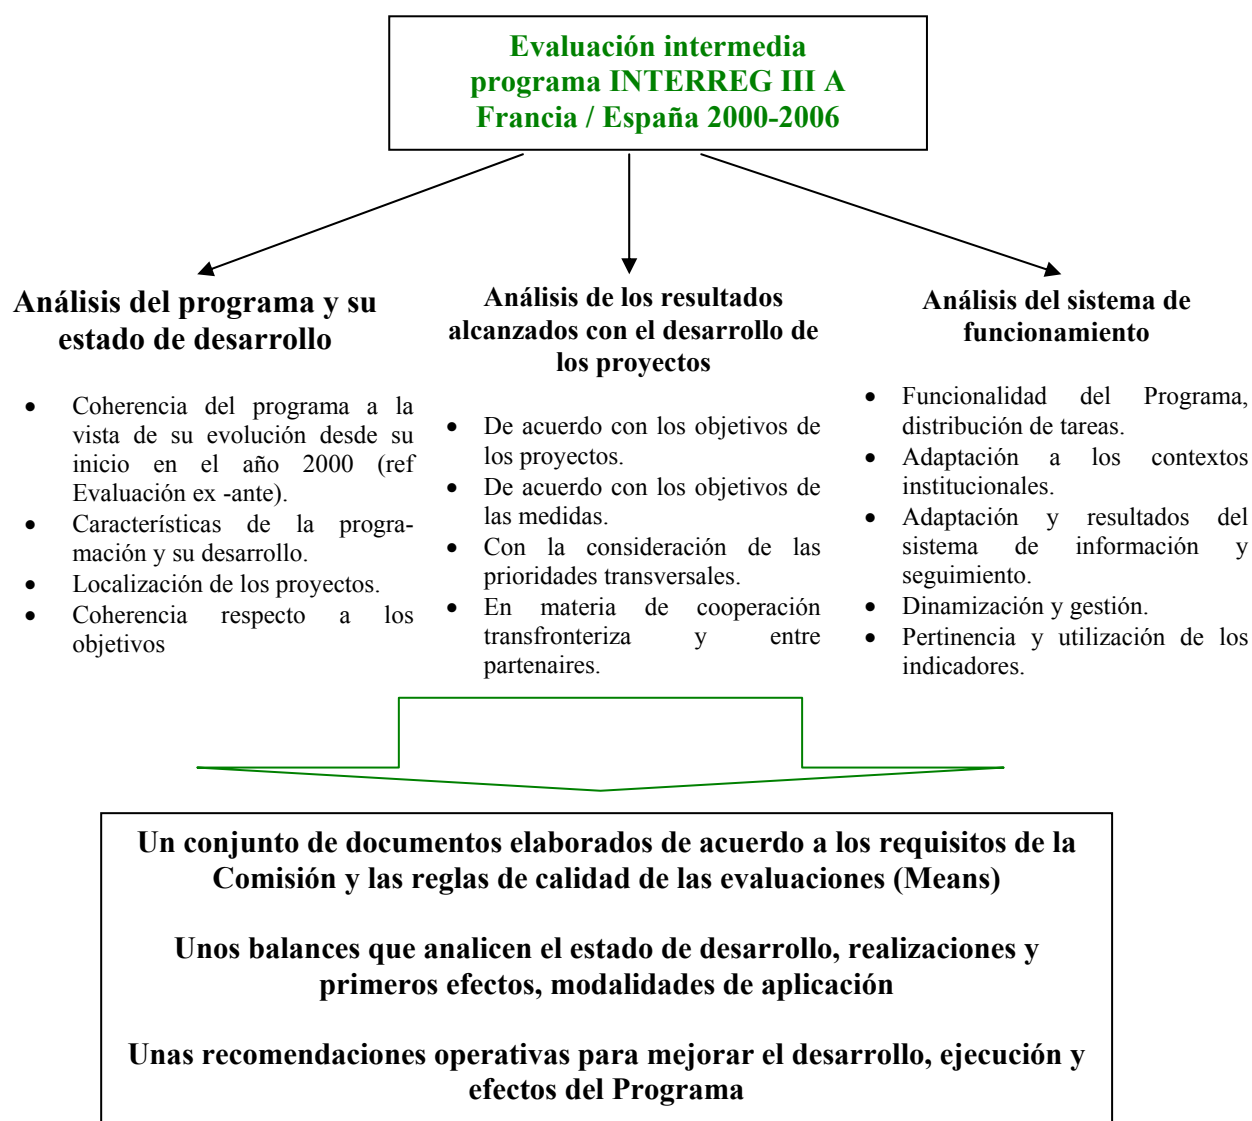 Evaluación intermedia
programa INTERREG III A
Francia / España 2000-2006
Análisis del programa y su
estado de desarrollo
• Coherencia del programa a la
vista de su evolución desde su
inicio en el año 2000 (ref
Evaluación ex -ante).
• Características de la progra-
mación y su desarrollo.
• Localización de los proyectos.
• Coherencia respecto a los
objetivos
Análisis de los resultados
alcanzados con el desarrollo de
los proyectos
• De acuerdo con los objetivos de
los proyectos.
• De acuerdo con los objetivos de
las medidas.
• Con la consideración de las
prioridades transversales.
• En materia de cooperación
transfronteriza y entre
partenaires.
Análisis del sistema de
funcionamiento
• Funcionalidad del Programa,
distribución de tareas.
• Adaptación a los contextos
institucionales.
• Adaptación y resultados del
sistema de información y
seguimiento.
• Dinamización y gestión.
• Pertinencia y utilización de los
indicadores.
Un conjunto de documentos elaborados de acuerdo a los requisitos de la
Comisión y las reglas de calidad de las evaluaciones (Means)
Unos balances que analicen el estado de desarrollo, realizaciones y
primeros efectos, modalidades de aplicación
Unas recomendaciones operativas para mejorar el desarrollo, ejecución y
efectos del Programa